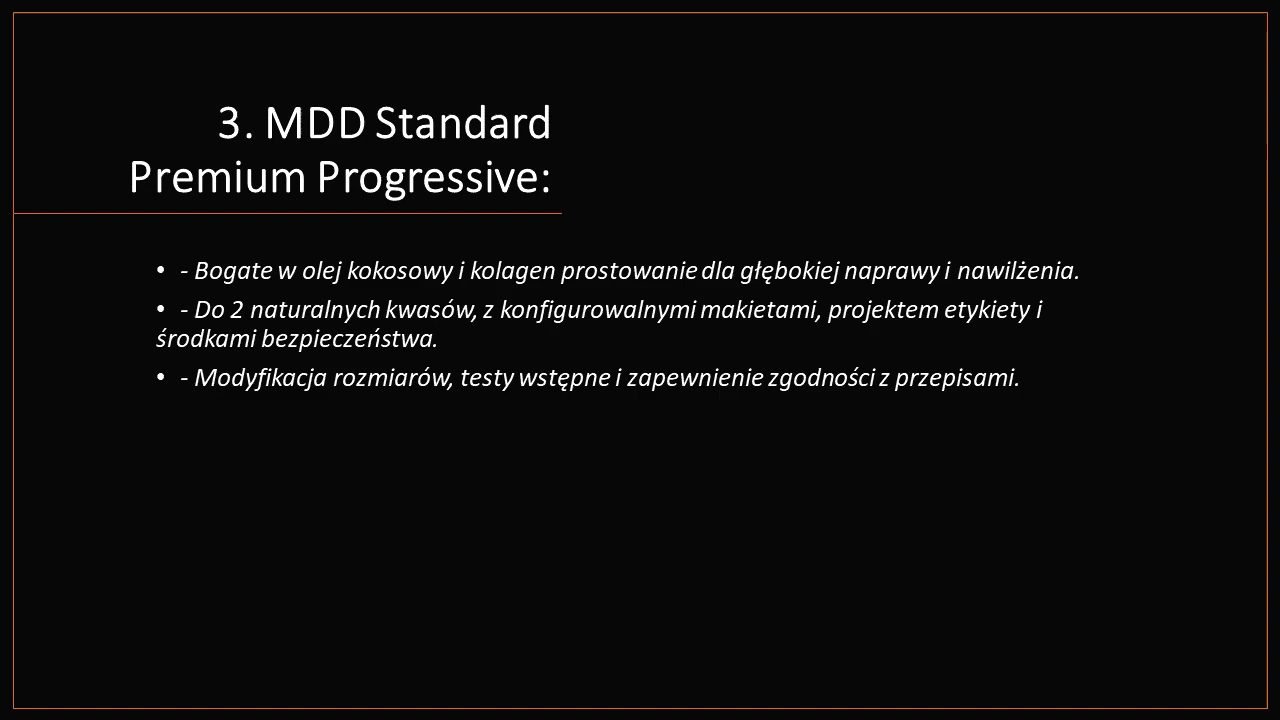 3. MDD Standard
Premium Progressive:
• - Bogate w olej kokosowy i kolagen prostowanie dla głębokiej naprawy i nawilżenia.
• - Do 2 naturalnych kwasów, z konfigurowalnymi makietami, projektem etykiety i
środkami bezpieczeństwa.
• - Modyfikacja rozmiarów, testy wstępne i zapewnienie zgodności z przepisami.